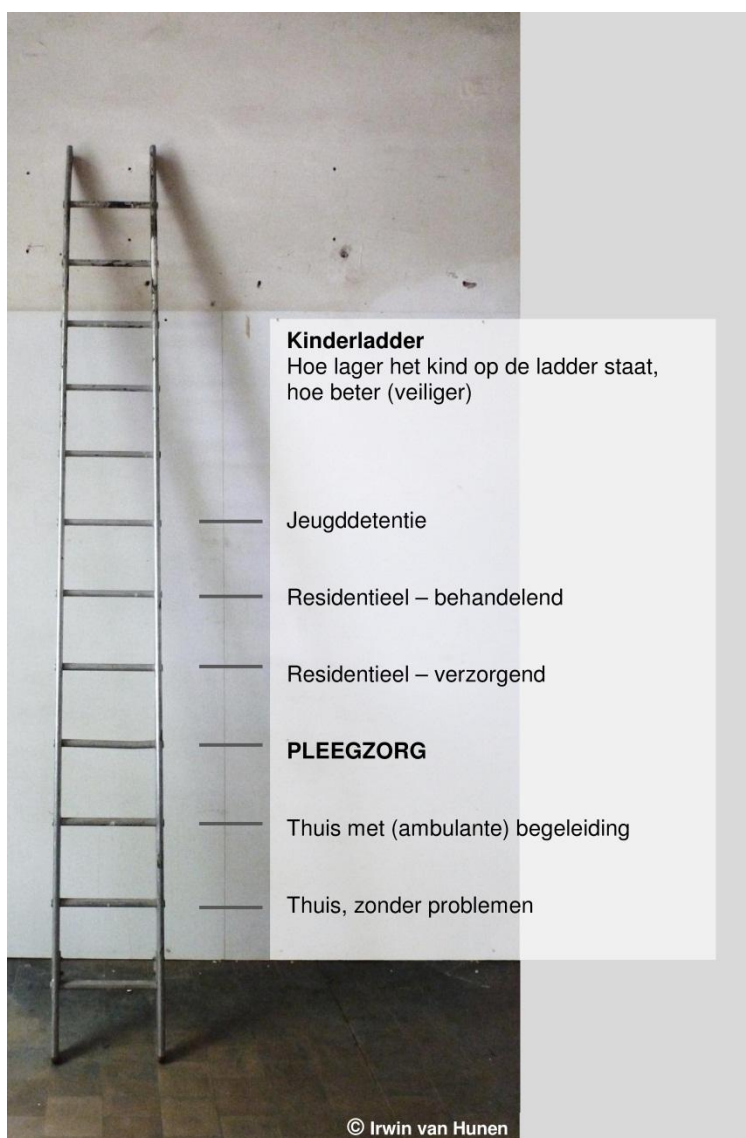 Kinderladder
Hoe lager het kind op de ladder staat,
hoe beter (veiliger)
Jeugddetentie
Residentieel – behandelend
Residentieel – verzorgend
PLEEGZORG
Thuis met (ambulante) begeleiding
Thuis, zonder problemen
© Irwin van Hunen